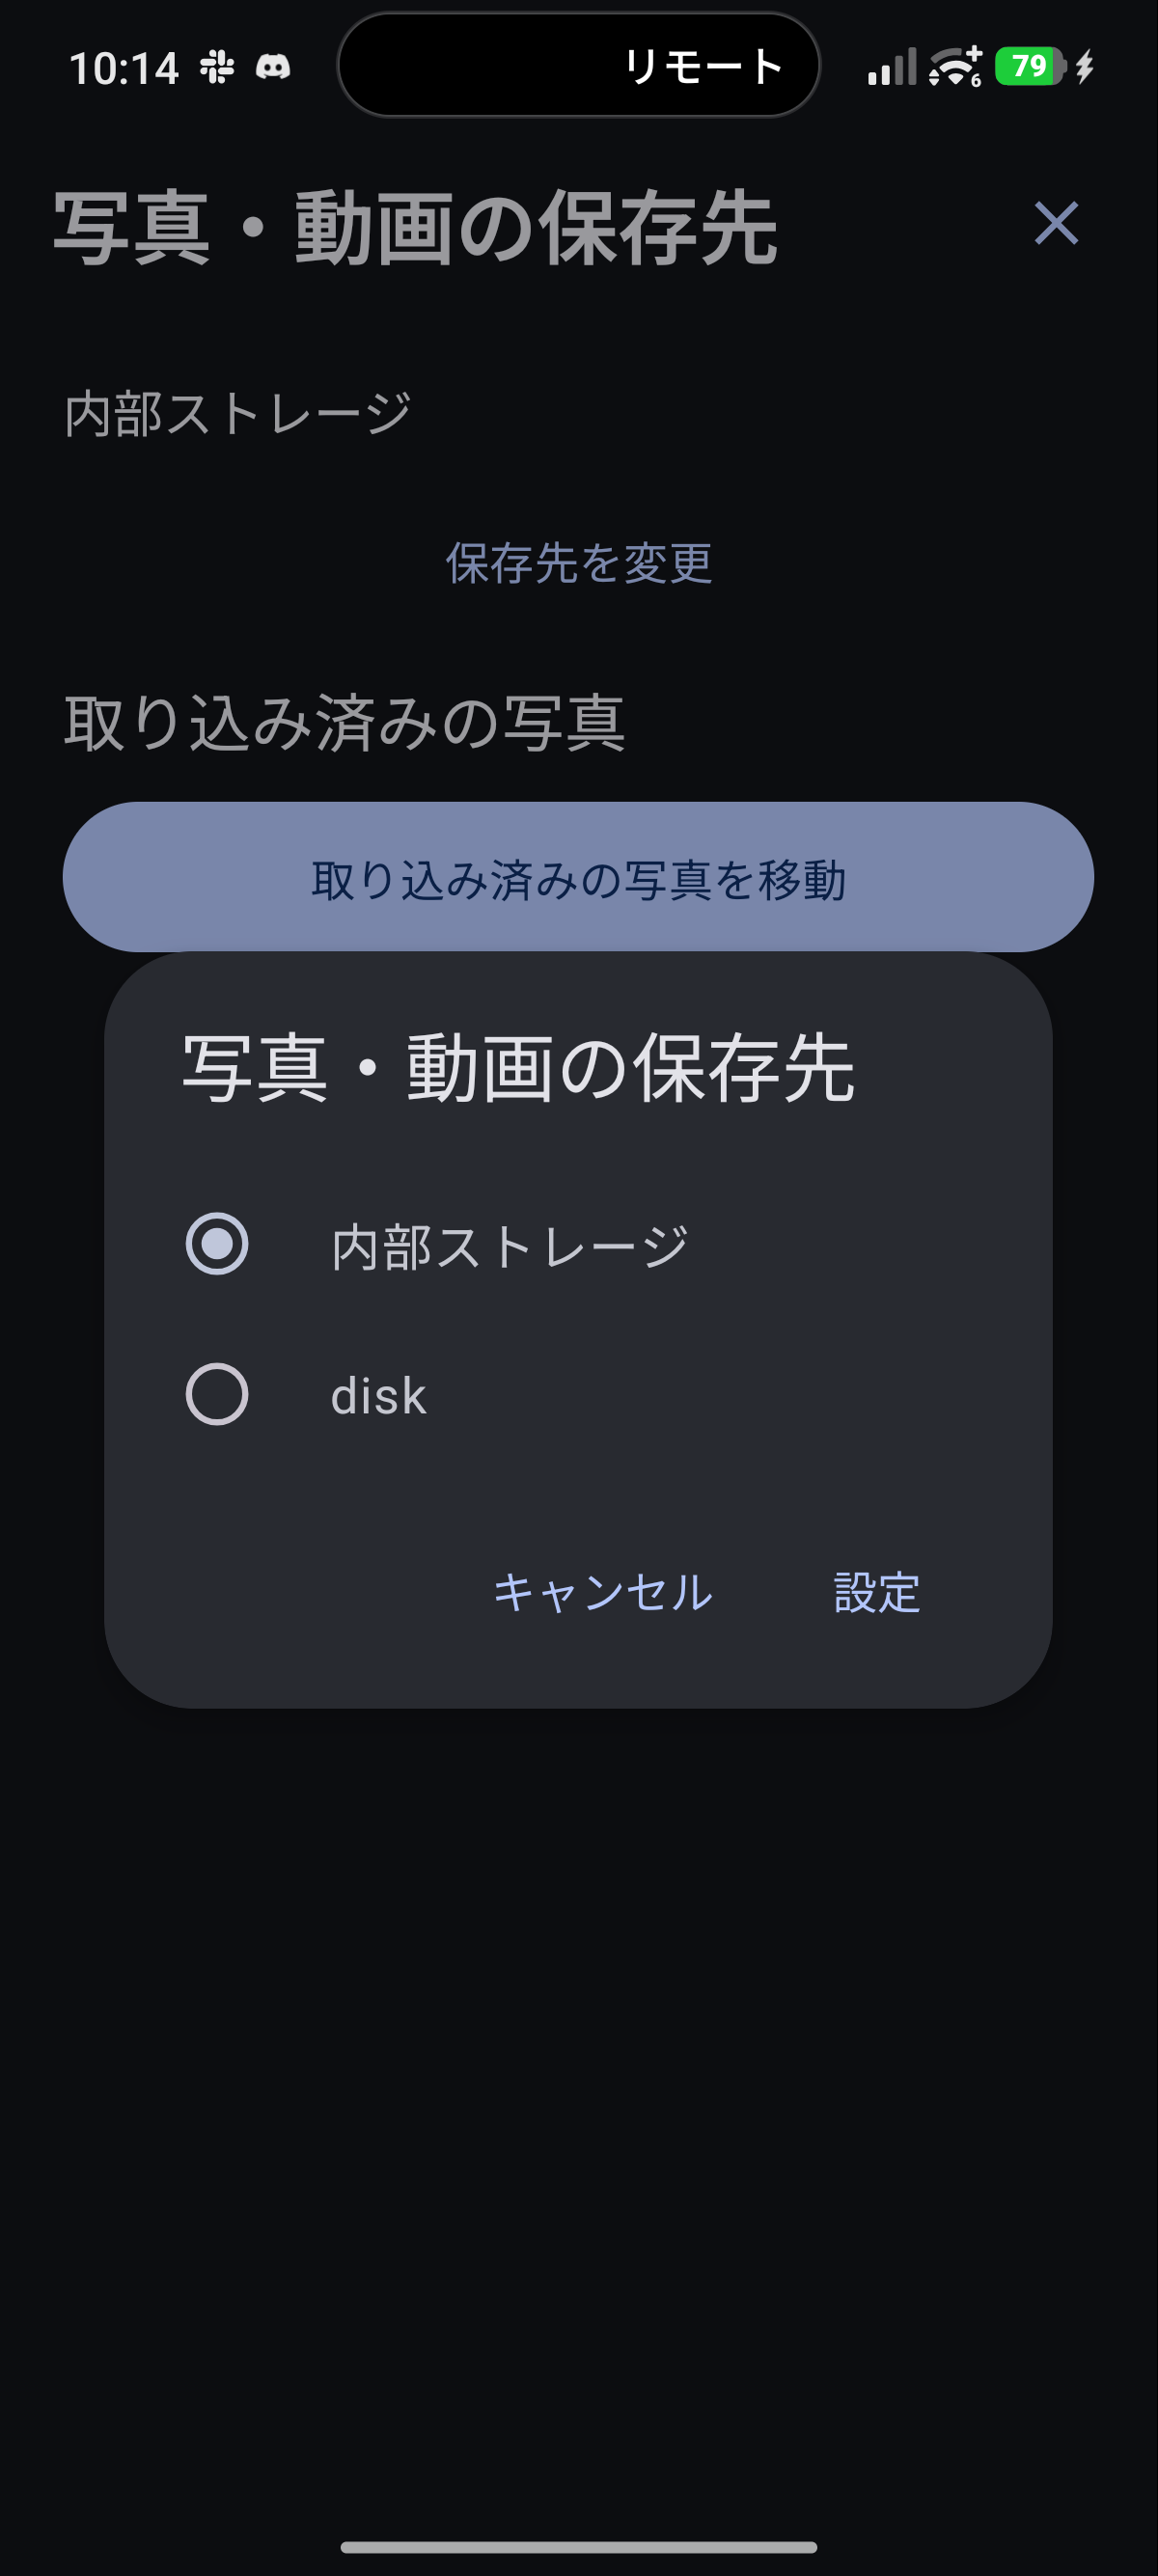 10:14
リモート
6
79
写真・動画の保存先
内部ストレージ
保存先を変更
取り込み済みの写真
取り込み済みの写真を移動
写真・動画の保存先
内部ストレージ
disk
キャンセル
設定